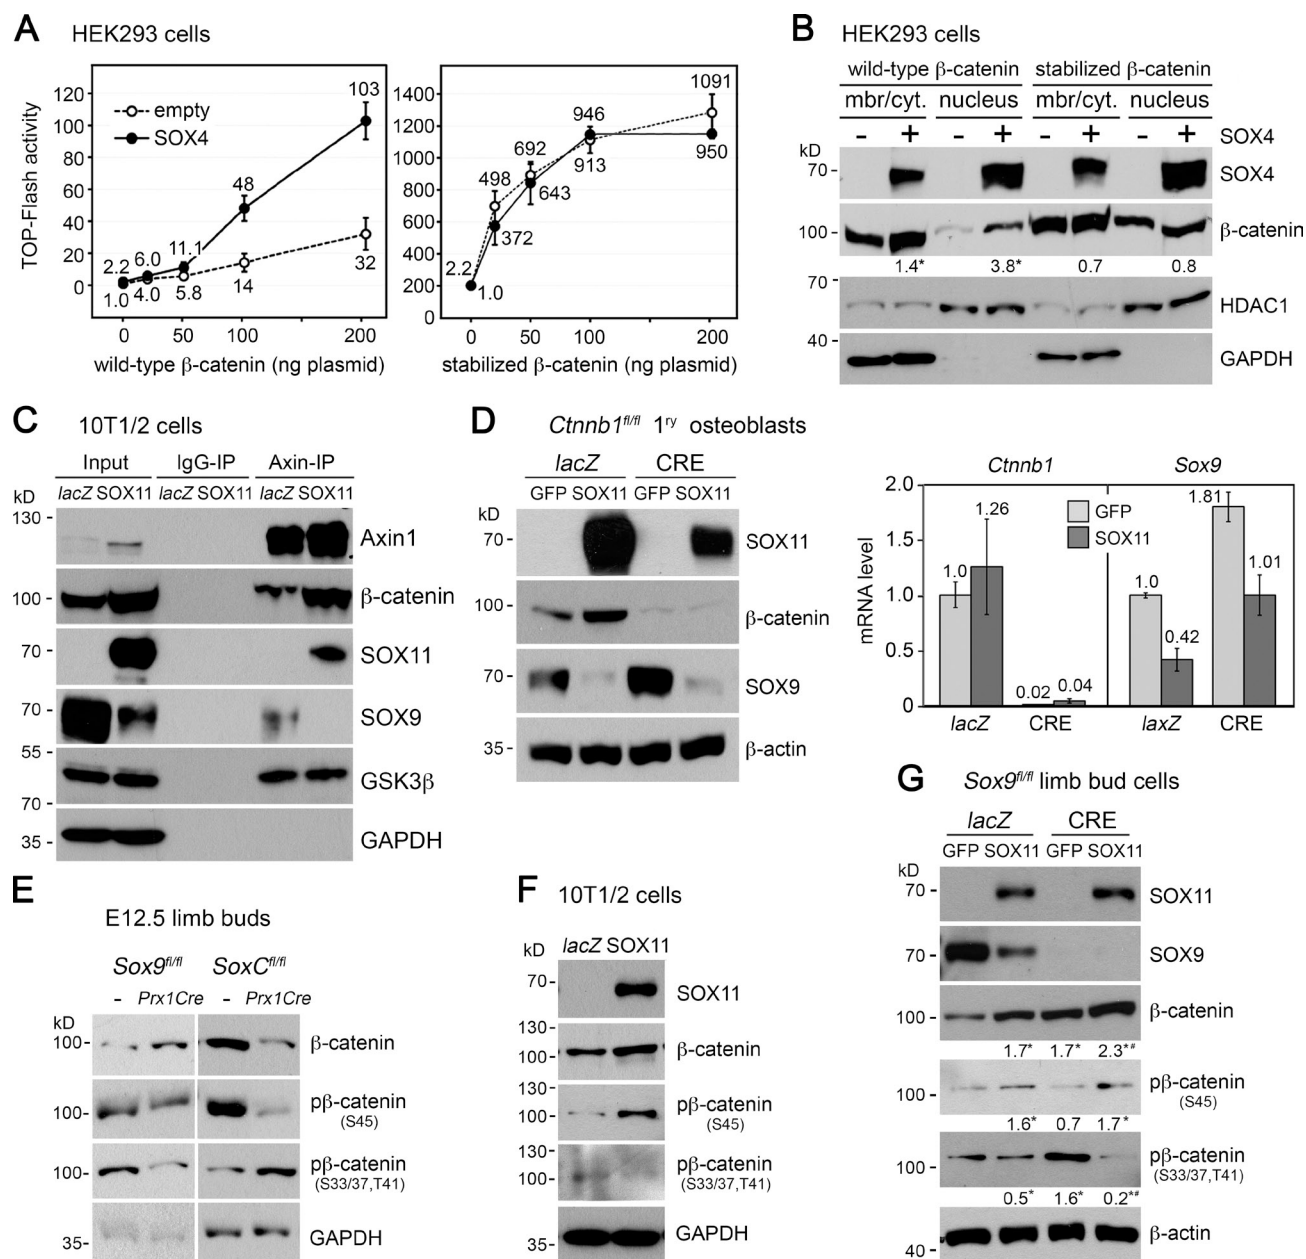 A HEK293 cells
TOP-Flash activity
empty
SOX4
120
100
80
60
40
20
0
2.2 6.0 11.1 48 103
1.0 4.0 5.8 14 32
0 50 100 200
wild-type β-catenin (ng plasmid)
1400
1200
1000
800
600
400
200
0
2.2 498 692 946 1091
1.0 372 643 913 950
0 50 100 200
stabilized β-catenin (ng plasmid)
B HEK293 cells
wild-type β-catenin stabilized β-catenin
mbr/cyt. nucleus mbr/cyt. nucleus
- + - + - + - + SOX4
kD
70 - SOX4
100 - β-catenin
1.4* 3.8* 0.7 0.8
70 - HDAC1
40 - GAPDH
C 10T1/2 cells
Input IgG-IP Axin-IP
kD lacZ SOX11 lacZ SOX11 lacZ SOX11
130 - Axin1
100 - β-catenin
70 - SOX11
70 - SOX9
55 - GSK3β
70
35 - GAPDH
D Ctnnb1fl/fl 1ry osteoblasts
lacZ CRE
GFP SOX11 GFP SOX11
kD
70 - SOX11
100 - β-catenin
70 - SOX9
35 - β-actin
Ctnnb1 Sox9
mRNA level
2.0
1.5
1.0
0.5
0
GFP
SOX11
1.0 1.26 0.02 0.04 1.0 0.42 1.81 1.01
lacZ CRE laxZ CRE
E E12.5 limb buds
Sox9fl/fl SoxCfl/fl
- Prx1Cre - Prx1Cre
kD
100 - β-catenin
100 - pβ-catenin
(S45)
100 - pβ-catenin
(S33/37,T41)
35 - GAPDH
F 10T1/2 cells
kD lacZ SOX11
70 - SOX11
130 -
100 - β-catenin
130 -
100 - pβ-catenin
(S45)
130 -
100 - pβ-catenin
(S33/37,T41)
35 - GAPDH
G Sox9fl/fl limb bud cells
lacZ CRE
GFP SOX11 GFP SOX11
kD
70 - SOX11
70 - SOX9
100 - β-catenin
1.7* 1.7* 2.3*#
100 - pβ-catenin
(S45)
1.6* 0.7 1.7*
100 - pβ-catenin
(S33/37,T41)
0.5* 1.6* 0.2*#
40 - β-actin